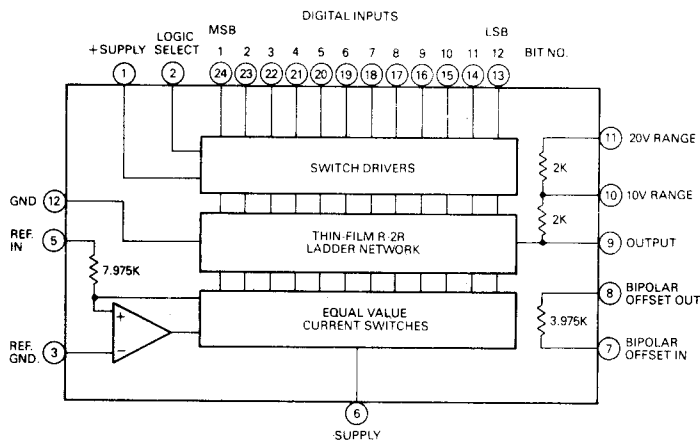 DIGITAL INPUTS
+SUPPLY LOGIC SELECT MSB LSB
1 2 3 4 5 6 7 8 9 10 11 12 BIT NO.
1 2 24 23 22 21 20 19 18 17 16 15 14 13
SWITCH DRIVERS
11 20V RANGE
2K
10 10V RANGE
GND 12
THIN-FILM R-2R
LADDER NETWORK
2K
9 OUTPUT
REF.
IN 5
7.975K
EQUAL VALUE
CURRENT SWITCHES
+
−
8 BIPOLAR
OFFSET OUT
3.975K
REF.
GND. 3
7 BIPOLAR
OFFSET IN
6
-SUPPLY